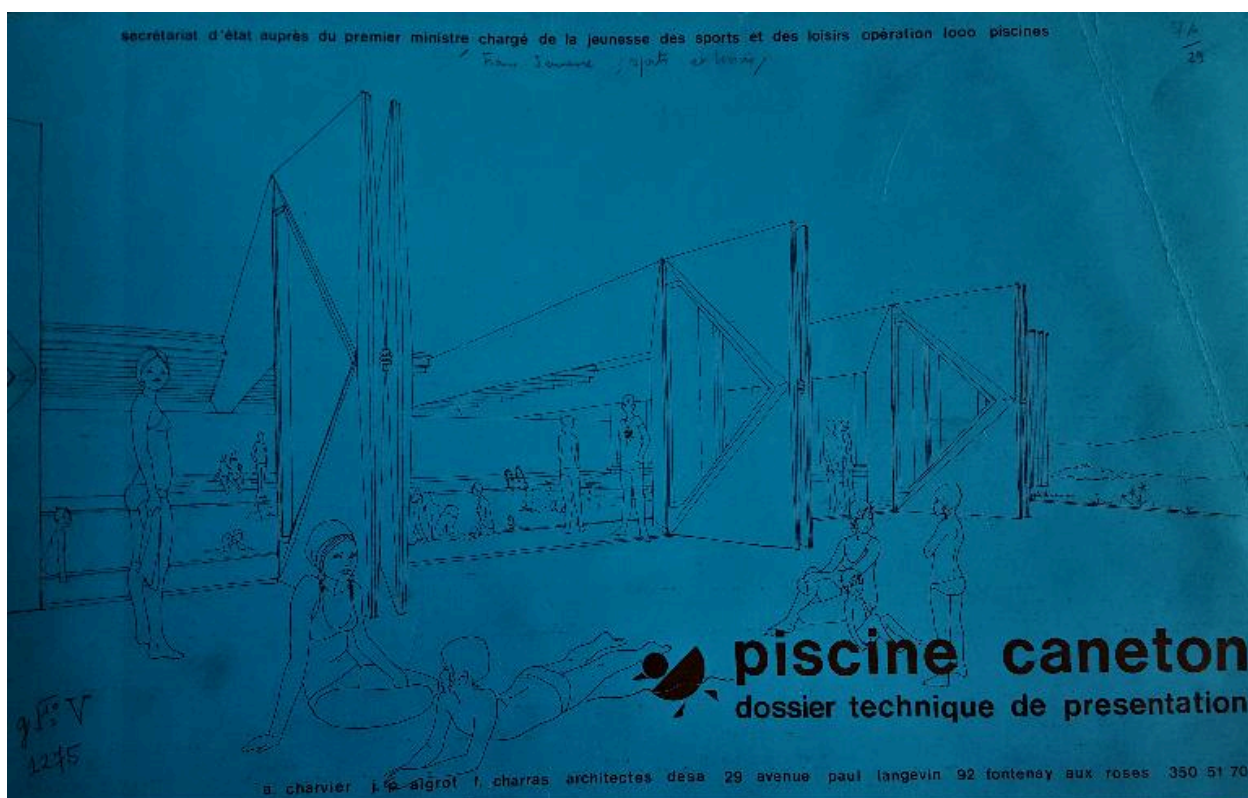 secrétariat d'état auprès du premier ministre chargé de la jeunesse des sports et des loisirs opération 1000 piscines
piscine caneton
dossier technique de presentation
1275
a. charvier j. p. aigrot f. charras architectes desa 29 avenue paul langevin 92 fontenay aux roses 350 51 70